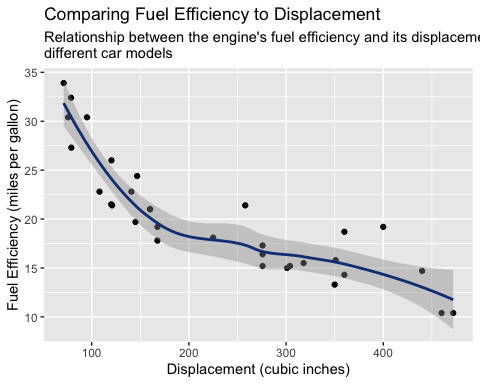 Comparing Fuel Efficiency to Displacement
Relationship between the engine's fuel efficiency and its displaceme
different car models
35
30
25
20
15
10
Fuel Efficiency (miles per gallon)
100 200 300 400
Displacement (cubic inches)